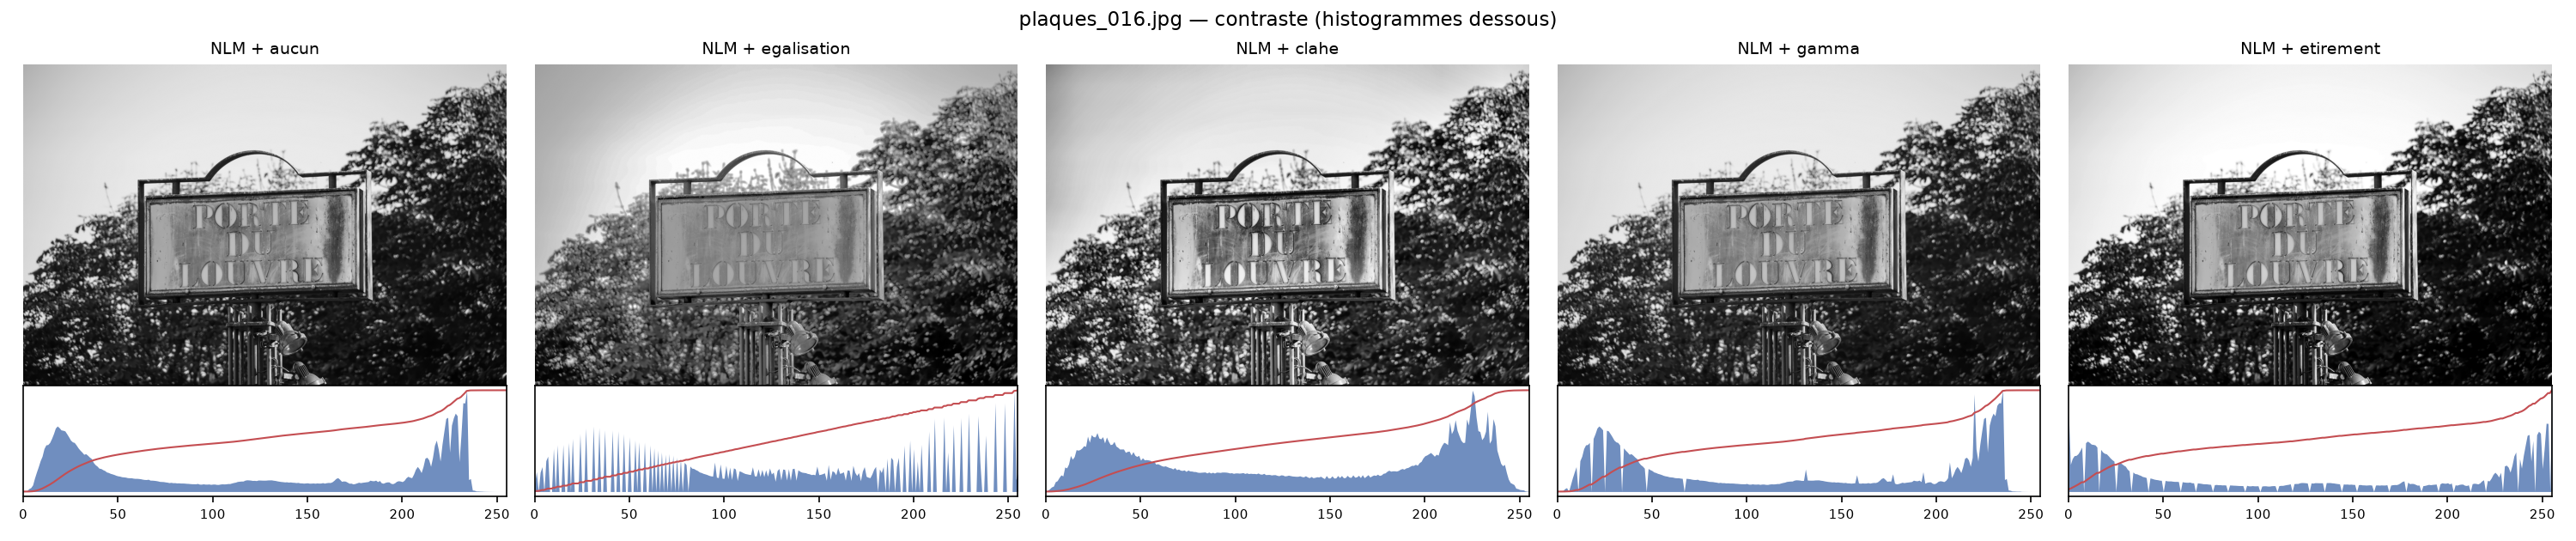 plaques_016.jpg — contraste (histogrammes dessous)
NLM + aucun
NLM + egalisation
NLM + clahe
NLM + gamma
NLM + etirement
PORTE
DU
LOUVRE
PORTE
DU
LOUVRE
PORTE
DU
LOUVRE
PORTE
DU
LOUVRE
PORTE
DU
LOUVRE
0 50 100 150 200 250
0 50 100 150 200 250
0 50 100 150 200 250
0 50 100 150 200 250
0 50 100 150 200 250